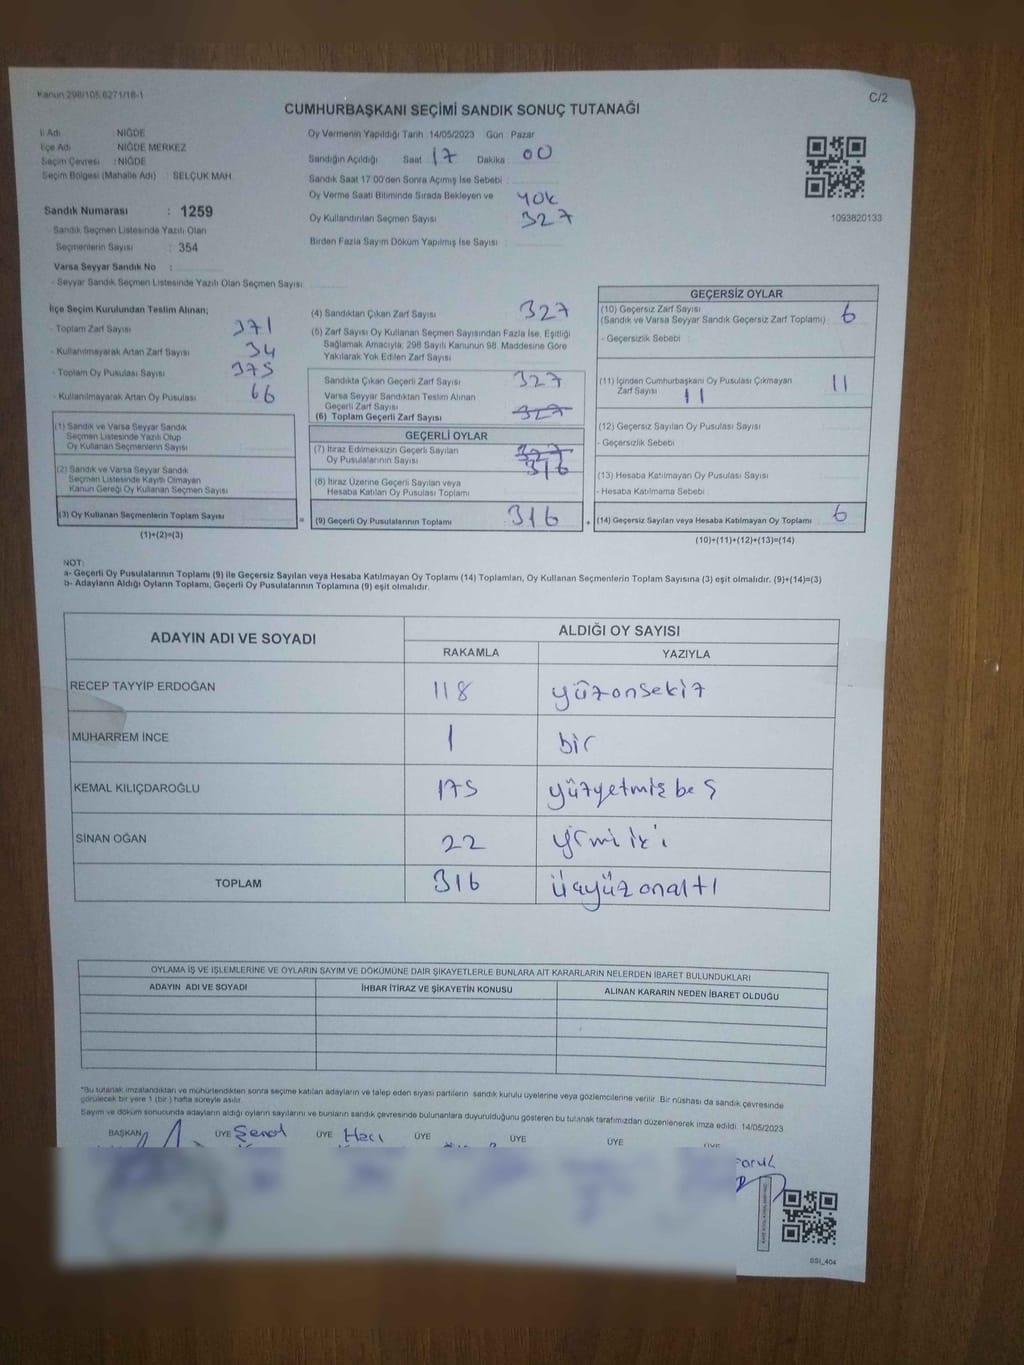 Kanun 298/105,6271/18-1
C/2
CUMHURBAŞKANI SEÇİMİ SANDIK SONUÇ TUTANAĞI
İl Adı : NİĞDE
İlçe Adı : NİĞDE MERKEZ
Seçim Çevresi : NİĞDE
Seçim Bölgesi (Mahalle Adı) : SELÇUK MAH.
Sandık Numarası : 1259
Sandık Seçmen Listesinde Yazılı Olan
Seçmenlerin Sayısı : 354
Varsa Seyyar Sandık No :
- Seyyar Sandık Seçmen Listesinde Yazılı Olan Seçmen Sayısı
Oy Vermenin Yapıldığı Tarih 14/05/2023 Gün : Pazar
Sandığın Açıldığı Saat 17 Dakika 00
Sandık Saat 17:00'den Sonra Açılmış İse Sebebi :
Oy Verme Saati Bitiminde Sırada Bekleyen ve yok
Oy Kullandırılan Seçmen Sayısı 327
Birden Fazla Sayım Döküm Yapılmış İse Sayısı :
1093820133
İlçe Seçim Kurulundan Teslim Alınan;
- Toplam Zarf Sayısı 371
- Kullanılmayarak Artan Zarf Sayısı 34
- Toplam Oy Pusulası Sayısı 375
- Kullanılmayarak Artan Oy Pusulası 66
(1) Sandık ve Varsa Seyyar Sandık
Seçmen Listesinde Yazılı Olup
Oy Kullanan Seçmenlerin Sayısı
(2) Sandık ve Varsa Seyyar Sandık
Seçmen Listesinde Kayıtlı Olmayan
Kanun Gereği Oy Kullanan Seçmen Sayısı
(3) Oy Kullanan Seçmenlerin Toplam Sayısı
(1)+(2)=(3)
=
(4) Sandıktan Çıkan Zarf Sayısı 327
(5) Zarf Sayısı Oy Kullanan Seçmen Sayısından Fazla İse, Eşitliği
Sağlamak Amacıyla; 298 Sayılı Kanunun 98. Maddesine Göre
Yakılarak Yok Edilen Zarf Sayısı
Sandıkta Çıkan Geçerli Zarf Sayısı 327
Varsa Seyyar Sandıktan Teslim Alınan
Geçerli Zarf Sayısı
(6) Toplam Geçerli Zarf Sayısı 327
GEÇERLİ OYLAR
(7) İtiraz Edilmeksizin Geçerli Sayılan 327
Oy Pusulalarının Sayısı 316
(8) İtiraz Üzerine Geçerli Sayılan veya
Hesaba Katılan Oy Pusulası Toplamı
(9) Geçerli Oy Pusulalarının Toplamı 316
+
GEÇERSİZ OYLAR
(10) Geçersiz Zarf Sayısı 6
(Sandık ve Varsa Seyyar Sandık Geçersiz Zarf Toplamı)
- Geçersizlik Sebebi :
(11) İçinden Cumhurbaşkanı Oy Pusulası Çıkmayan 11
Zarf Sayısı 11
(12) Geçersiz Sayılan Oy Pusulası Sayısı
- Geçersizlik Sebebi
(13) Hesaba Katılmayan Oy Pusulası Sayısı
- Hesaba Katılmama Sebebi :
(14) Geçersiz Sayılan veya Hesaba Katılmayan Oy Toplamı 6
(10)+(11)+(12)+(13)=(14)
NOT:
a- Geçerli Oy Pusulalarının Toplamı (9) ile Geçersiz Sayılan veya Hesaba Katılmayan Oy Toplamı (14) Toplamları, Oy Kullanan Seçmenlerin Toplam Sayısına (3) eşit olmalıdır. (9)+(14)=(3)
b- Adayların Aldığı Oyların Toplamı, Geçerli Oy Pusulalarının Toplamına (9) eşit olmalıdır.
ADAYIN ADI VE SOYADI
ALDIĞI OY SAYISI
RAKAMLA YAZIYLA
RECEP TAYYİP ERDOĞAN 118 yüzonsekiz
MUHARREM İNCE 1 bir
KEMAL KILIÇDAROĞLU 175 yüzyetmişbeş
SİNAN OĞAN 22 yirmi iki
TOPLAM 316 üçyüzonaltı
OYLAMA İŞ VE İŞLEMLERİNE VE OYLARIN SAYIM VE DÖKÜMÜNE DAİR ŞİKAYETLERLE BUNLARA AİT KARARLARIN NELERDEN İBARET BULUNDUKLARI
ADAYIN ADI VE SOYADI İHBAR İTİRAZ VE ŞİKAYETİN KONUSU ALINAN KARARIN NEDEN İBARET OLDUĞU
*Bu tutanak imzalandıktan ve mühürlendikten sonra seçime katılan adayların ve talep eden siyasi partilerin sandık kurulu üyelerine veya gözlemcilerine verilir. Bir nüshası da sandık çevresinde
görülecek bir yere 1 (bir) hafta süreyle asılır.
Sayım ve döküm sonucunda adayların aldığı oyların sayılarını ve bunların sandık çevresinde bulunanlara duyurulduğunu gösteren bu tutanak tarafımızdan düzenlenerek imza edildi. 14/05/2023
BAŞKAN ÜYE Şenol ÜYE Hacı ÜYE ÜYE ÜYE ÜYE
SSI_404